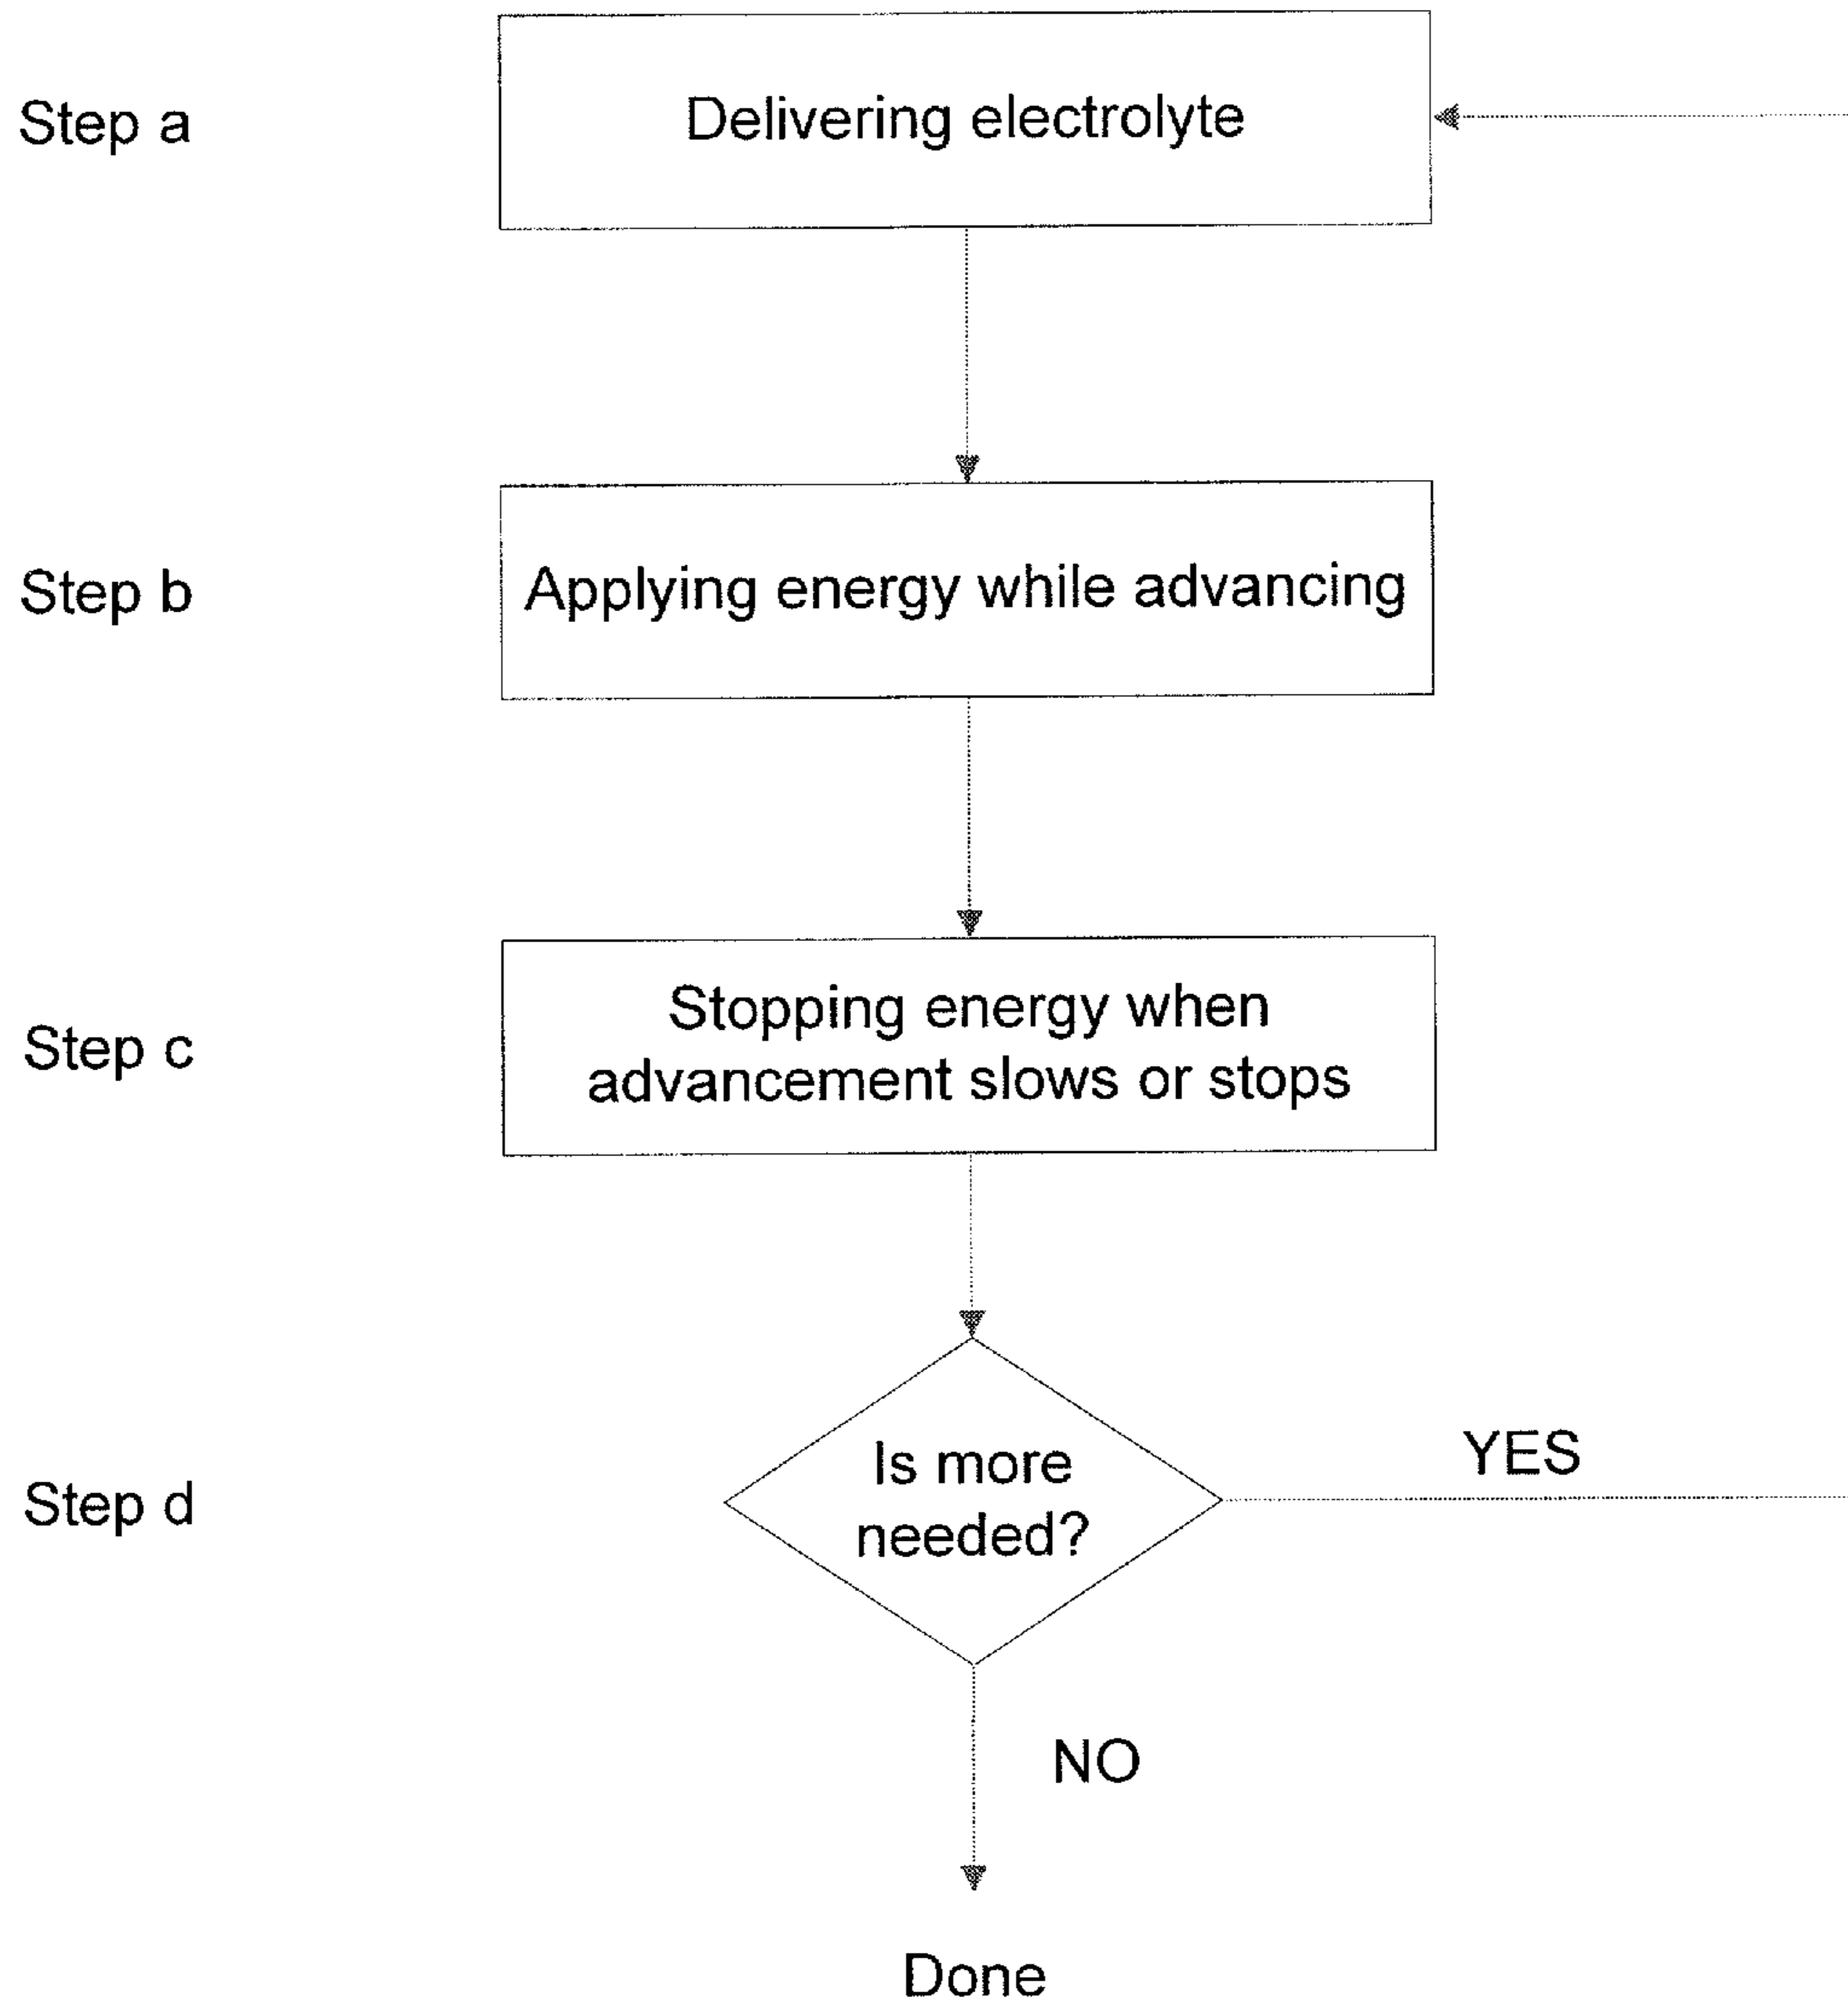 Step a
Delivering electrolyte
Step b
Applying energy while advancing
Step c
Stopping energy when
advancement slows or stops
Step d
Is more
needed?
YES
NO
Done